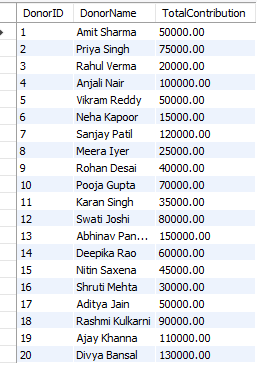 DonorID DonorName TotalContribution
1 Amit Sharma 50000.00
2 Priya Singh 75000.00
3 Rahul Verma 20000.00
4 Anjali Nair 100000.00
5 Vikram Reddy 50000.00
6 Neha Kapoor 15000.00
7 Sanjay Patil 120000.00
8 Meera Iyer 25000.00
9 Rohan Desai 40000.00
10 Pooja Gupta 70000.00
11 Karan Singh 35000.00
12 Swati Joshi 80000.00
13 Abhinav Pan... 150000.00
14 Deepika Rao 60000.00
15 Nitin Saxena 45000.00
16 Shruti Mehta 30000.00
17 Aditya Jain 50000.00
18 Rashmi Kulkarni 90000.00
19 Ajay Khanna 110000.00
20 Divya Bansal 130000.00